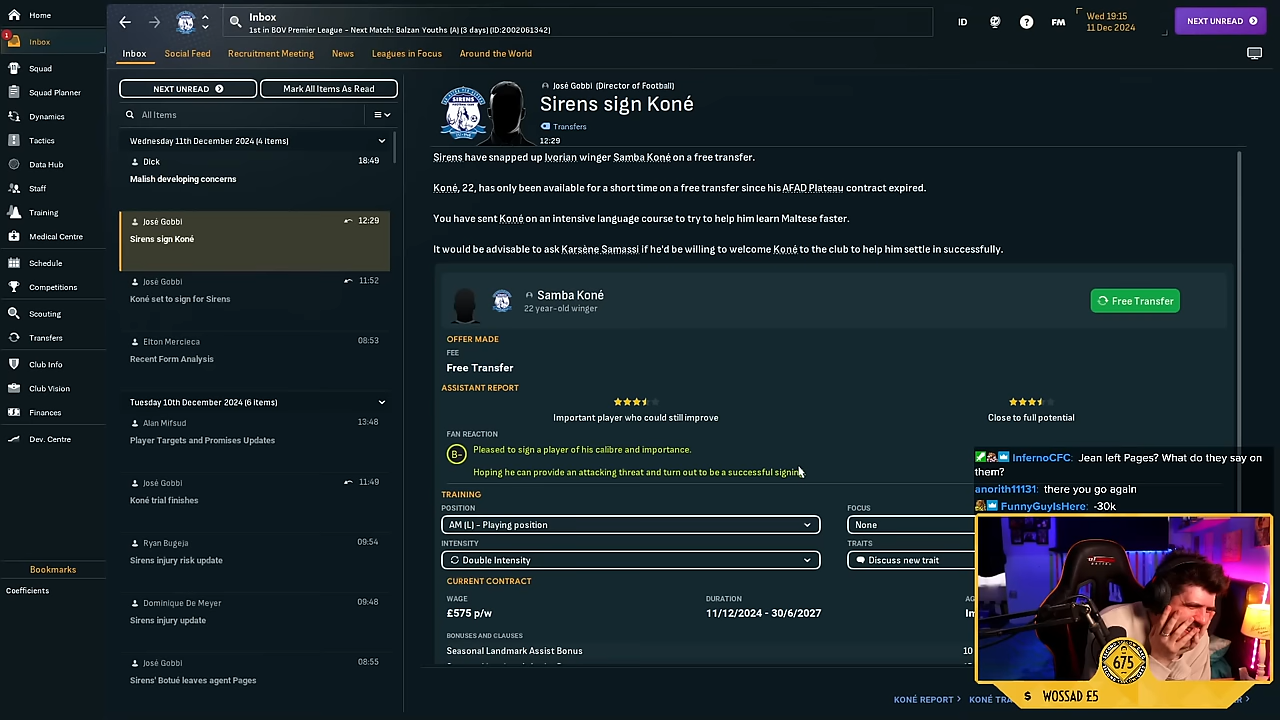 Home
Inbox
Squad
Squad Planner
Dynamics
Tactics
Data Hub
Staff
Training
Medical Centre
Schedule
Competitions
Scouting
Transfers
Club Info
Club Vision
Finances
Dev. Centre
Bookmarks
Coefficients
Inbox
1st in BOV Premier League - Next Match: Balzan Youths (A) (3 days) (ID:2002061342)
ID
FM
Wed 19:15
11 Dec 2024
NEXT UNREAD
Inbox
Social Feed
Recruitment Meeting
News
Leagues in Focus
Around the World
NEXT UNREAD
Mark All Items As Read
All Items
Wednesday 11th December 2024 (4 items)
Dick 18:49
Malish developing concerns
José Gobbi 12:29
Sirens sign Koné
José Gobbi 11:52
Koné set to sign for Sirens
Elton Mercieca 08:53
Recent Form Analysis
Tuesday 10th December 2024 (6 items)
Alan Mifsud 13:48
Player Targets and Promises Updates
José Gobbi 11:49
Koné trial finishes
Ryan Bugeja 09:54
Sirens injury risk update
Dominique De Meyer 09:48
Sirens injury update
José Gobbi 08:55
Sirens' Botué leaves agent Pages
José Gobbi (Director of Football)
Sirens sign Koné
Transfers
12:29
Sirens have snapped up Ivorian winger Samba Koné on a free transfer.
Koné, 22, has only been available for a short time on a free transfer since his AFAD Plateau contract expired.
You have sent Koné on an intensive language course to try to help him learn Maltese faster.
It would be advisable to ask Karsène Samassi if he'd be willing to welcome Koné to the club to help him settle in successfully.
Samba Koné
22 year-old winger
Free Transfer
OFFER MADE
FEE
Free Transfer
ASSISTANT REPORT
Important player who could still improve
Close to full potential
FAN REACTION
B-
Pleased to sign a player of his calibre and importance.
Hoping he can provide an attacking threat and turn out to be a successful signing.
TRAINING
POSITION
AM (L) - Playing position
FOCUS
None
INTENSITY
Double Intensity
TRAITS
Discuss new trait
CURRENT CONTRACT
WAGE
£575 p/w
DURATION
11/12/2024 - 30/6/2027
BONUSES AND CLAUSES
Seasonal Landmark Assist Bonus
10
KONÉ REPORT
InfernoCFC: Jean left Pages? What do they say on
them?
anorith11131: there you go again
FunnyGuyIsHere: -30k
675
$ WOSSAD £5